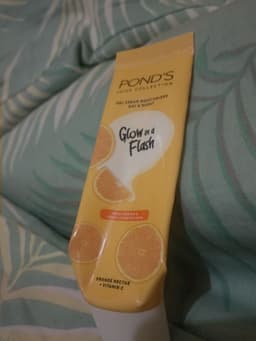 POND'S
JUICE COLLECTION
GEL CREAM MOISTURISER
DAY & NIGHT
Glow in a
Flash
ORANGE NECTAR
+ VITAMIN C